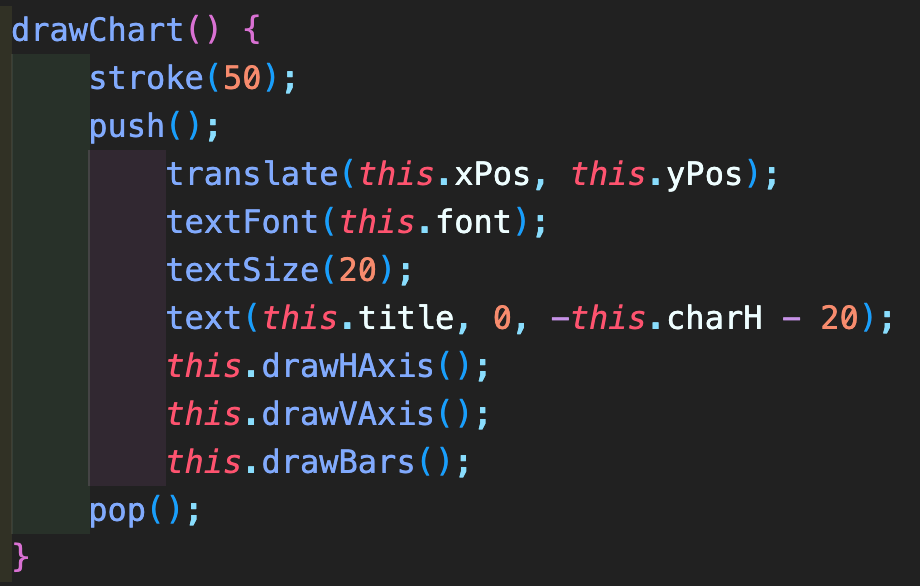 drawChart() {
stroke(50);
push();
translate(this.xPos, this.yPos);
textFont(this.font);
textSize(20);
text(this.title, 0, -this.charH - 20);
this.drawHAxis();
this.drawVAxis();
this.drawBars();
pop();
}